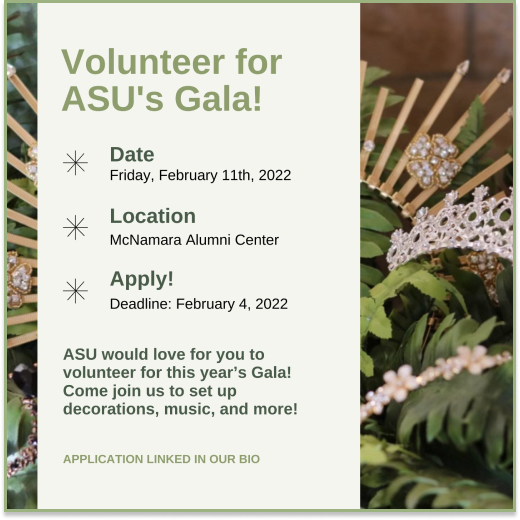 Volunteer for
ASU's Gala!
Date
Friday, February 11th, 2022
Location
McNamara Alumni Center
Apply!
Deadline: February 4, 2022
ASU would love for you to
volunteer for this year’s Gala!
Come join us to set up
decorations, music, and more!
APPLICATION LINKED IN OUR BIO